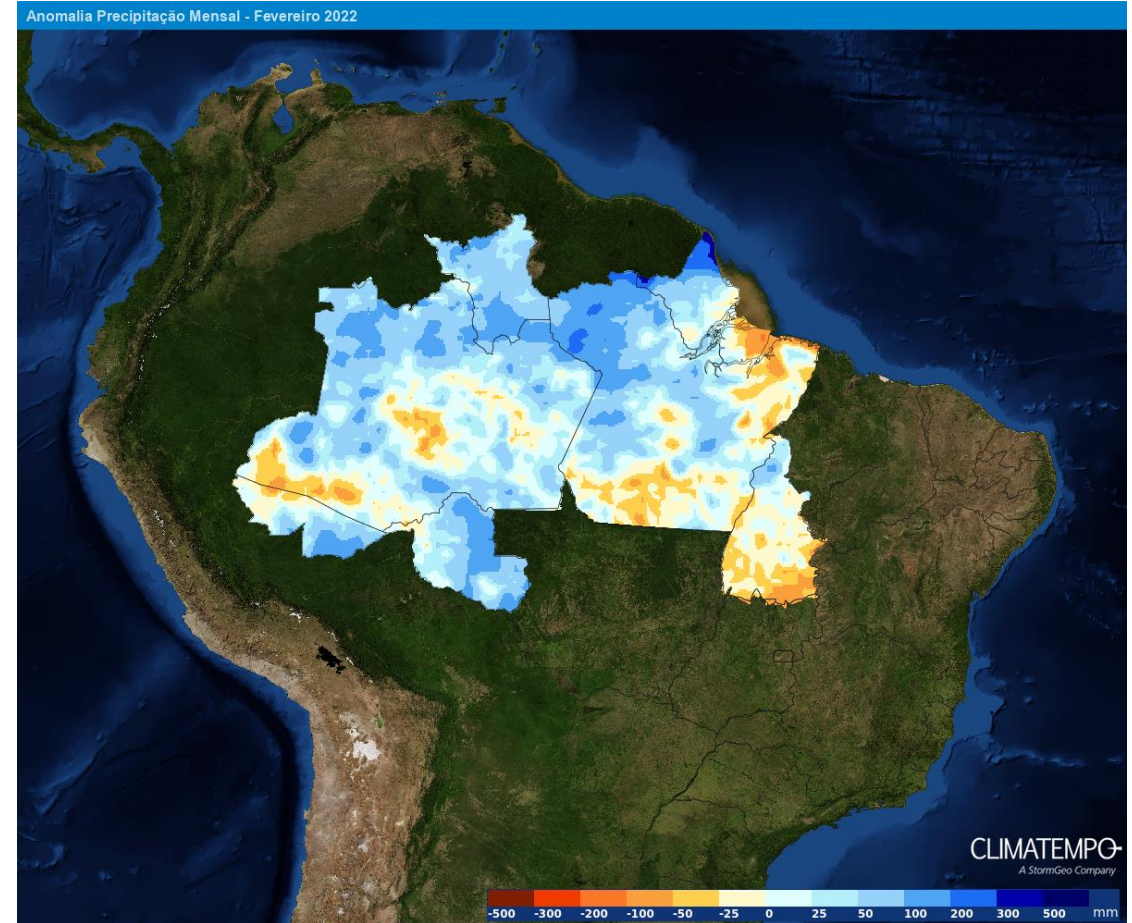 Anomalia Precipitação Mensal - Fevereiro 2022
CLIMATEMPO
A StormGeo Company
-500 -300 -200 -100 -50 -25 0 25 50 100 200 300 500 mm